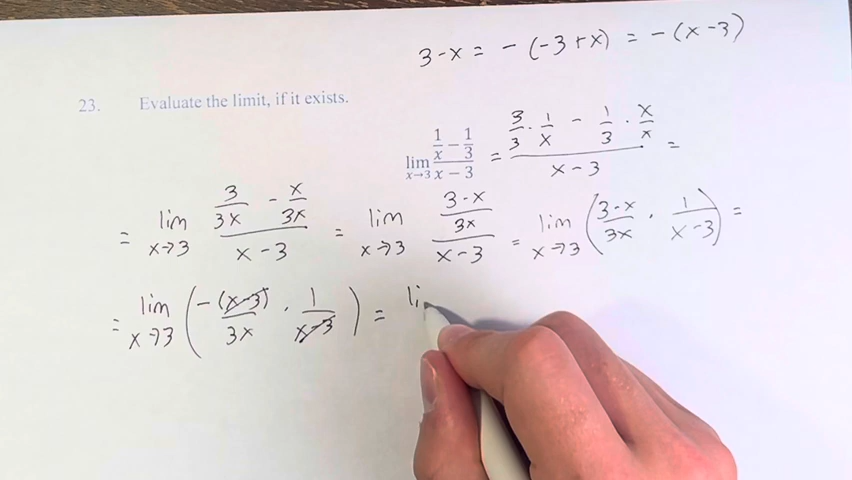 3-x = -(-3+x) = -(x-3)
23. Evaluate the limit, if it exists.
lim x→3 (1/x − 1/3)/(x − 3) = (3/3 · 1/x − 1/3 · x/x)/(x-3) =
= lim x→3 (3/3x − x/3x)/(x-3) = lim x→3 ((3-x)/3x)/(x-3) = lim x→3 ((3-x)/3x · 1/(x-3)) =
= lim x→3 (-(x-3)/3x · 1/(x-3)) = li